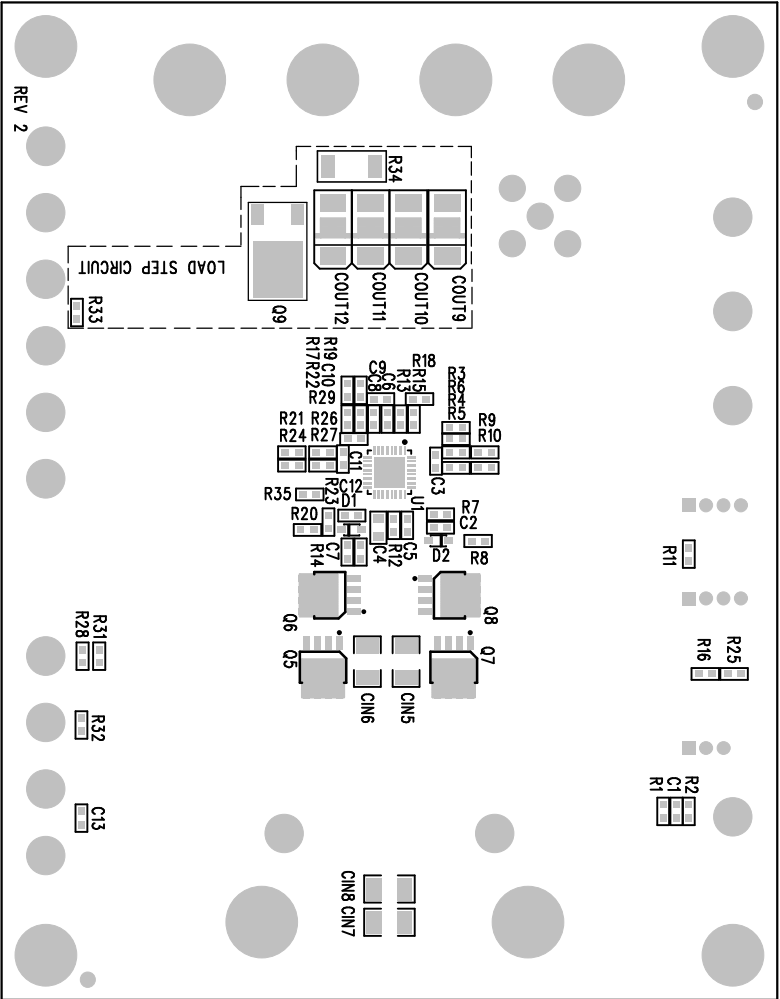 REV 2
R34
LOAD STEP CIRCUIT
R33
Q9
COUT12
COUT11
COUT10
COUT9
R17
R19
R22
C10
R29
C9
C8
C6
R13
R15
R18
R3
R6
R4
R5
R9
R10
R21
R26
R24
R27
C11
C3
R35
R23
C12
D1
U1
R20
R14
C7
C4
R12
C5
R7
C2
D2
R8
R11
Q6
Q8
Q5
Q7
R28
R31
R16
R25
CIN6
CIN5
R32
R1
C1
R2
C13
CIN8
CIN7